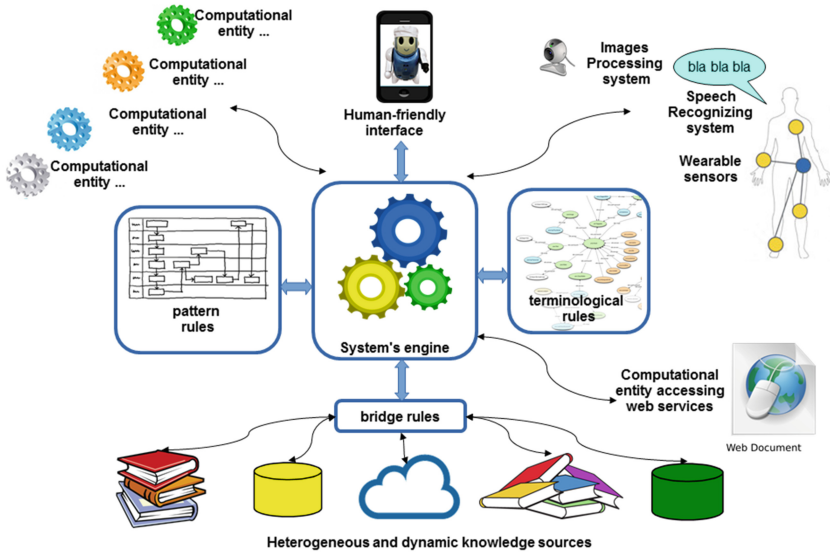 Computational
entity ...
Computational
entity ...
Computational
entity ...
Computational
entity ...
Human-friendly
interface
Images
Processing
system
bla bla bla
Speech
Recognizing
system
Wearable
sensors
pattern
rules
System's engine
terminological
rules
Computational
entity accessing
web services
Web Document
bridge rules
Heterogeneous and dynamic knowledge sources